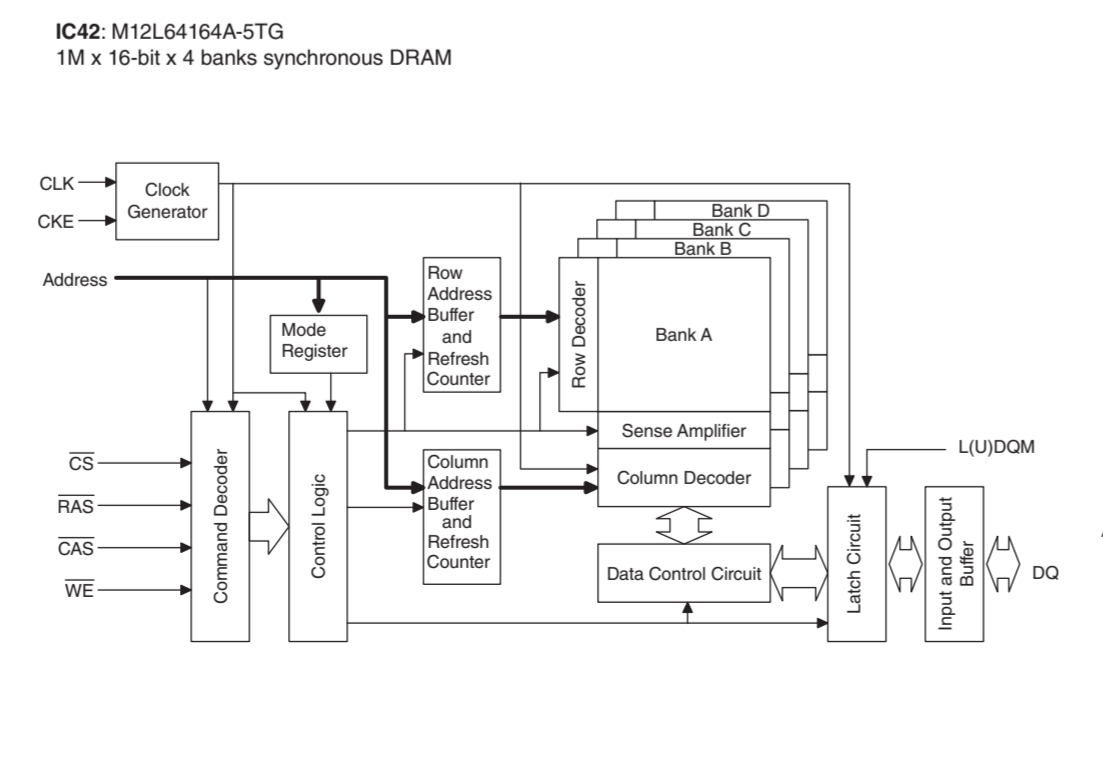 IC42: M12L64164A-5TG
1M x 16-bit x 4 banks synchronous DRAM
CLK
CKE
Clock
Generator
Address
Mode
Register
Row
Address
Buffer
and
Refresh
Counter
Bank D
Bank C
Bank B
Bank A
Row Decoder
Sense Amplifier
Column Decoder
Column
Address
Buffer
and
Refresh
Counter
CS
RAS
CAS
WE
Command Decoder
Control Logic
Data Control Circuit
L(U)DQM
Latch Circuit
Input and Output
Buffer
DQ